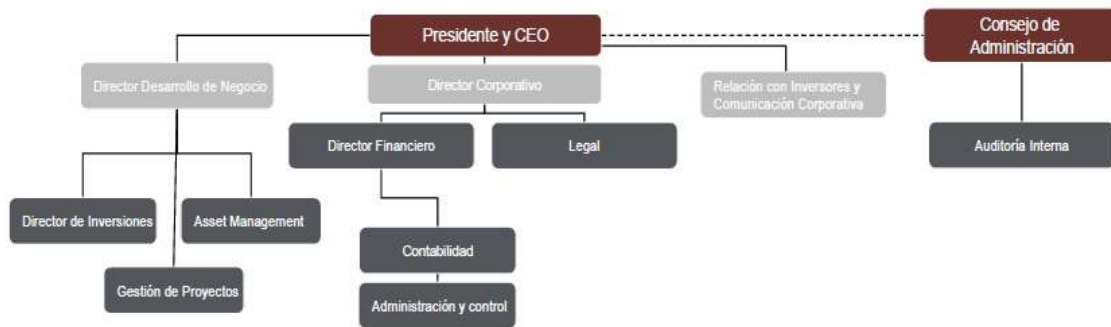 Presidente y CEO
Consejo de
Administración
Director Desarrollo de Negocio
Director Corporativo
Relación con Inversores y
Comunicación Corporativa
Director Financiero
Legal
Auditoría Interna
Director de Inversiones
Asset Management
Contabilidad
Gestión de Proyectos
Administración y control